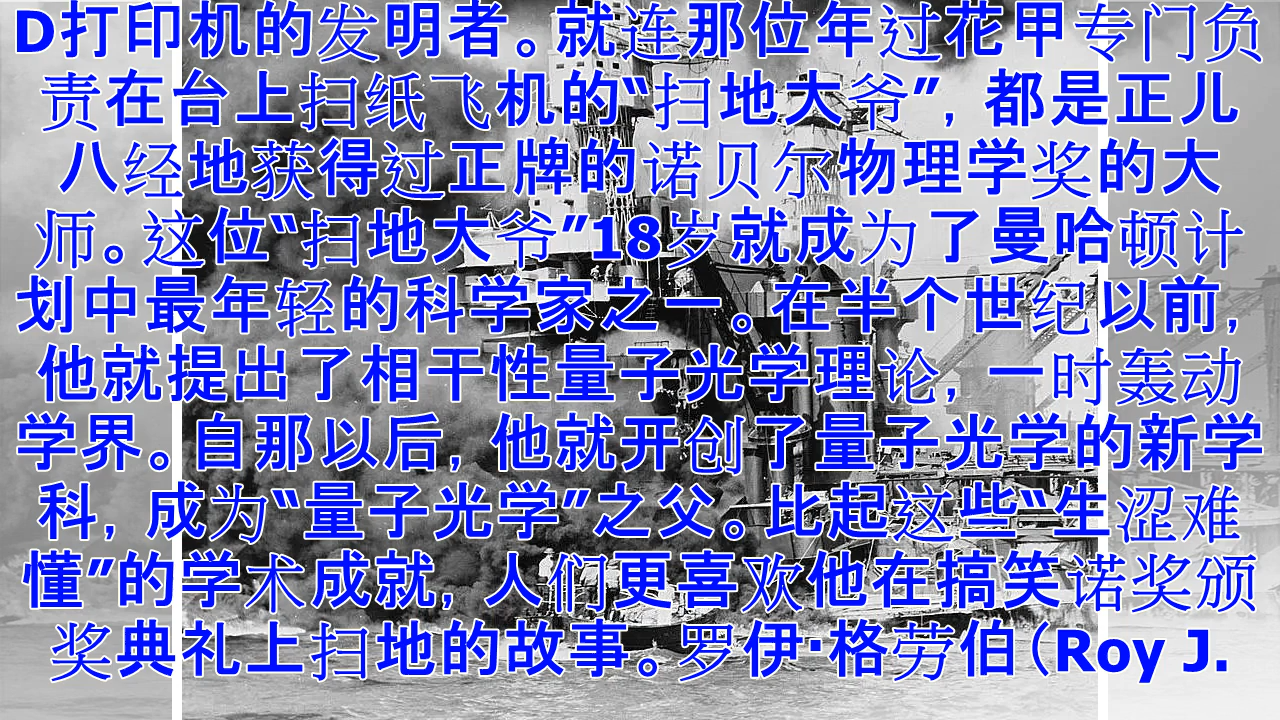 D打印机的发明者。就连那位年过花甲专门负
责在台上扫纸飞机的“扫地大爷”，都是正儿
八经地获得过正牌的诺贝尔物理学奖的大
师。这位“扫地大爷”18岁就成为了曼哈顿计
划中最年轻的科学家之一。在半个世纪以前，
他就提出了相干性量子光学理论，一时轰动
学界。自那以后，他就开创了量子光学的新学
科，成为“量子光学”之父。比起这些“生涩难
懂”的学术成就，人们更喜欢他在搞笑诺奖颁
奖典礼上扫地的故事。罗伊·格劳伯（Roy J.